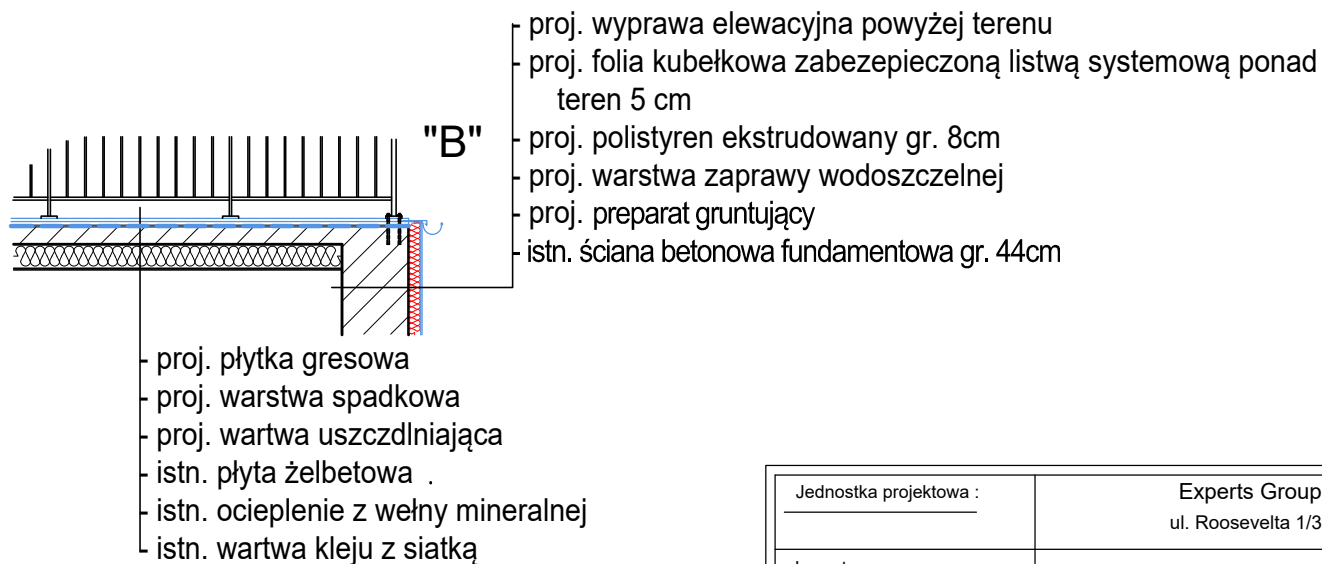 - proj. wyprawa elewacyjna powyżej terenu
- proj. folia kubełkowa zabezepieczoną listwą systemową ponad
teren 5 cm
"B"
- proj. polistyren ekstrudowany gr. 8cm
- proj. warstwa zaprawy wodoszczelnej
- proj. preparat gruntujący
- istn. ściana betonowa fundamentowa gr. 44cm
- proj. płytka gresowa
- proj. warstwa spadkowa
- proj. wartwa uszczdlniająca
- istn. płyta żelbetowa .
- istn. ocieplenie z wełny mineralnej
- istn. wartwa kleju z siatką
Jednostka projektowa :
Experts Group
ul. Roosevelta 1/3